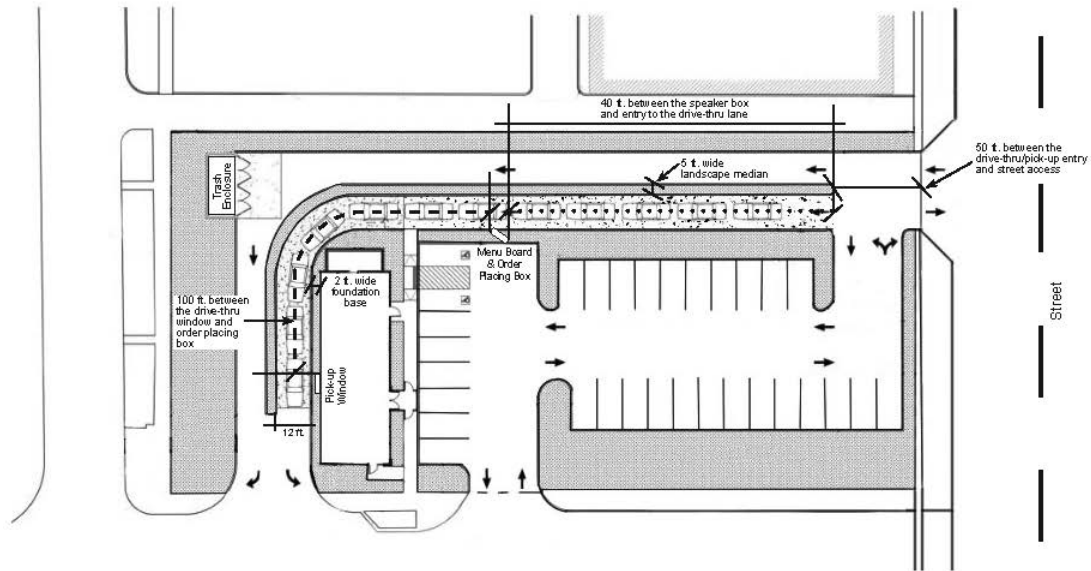 40 ft. between the speaker box
and entry to the drive-thru lane
50 ft. between the
drive-thru/pick-up entry
and street access
5 ft. wide
landscape median
Trash
Enclosure
Menu Board
& Order
Placing Box
2 ft. wide
foundation
base
100 ft. between
the drive-thru
window and
order placing
box
Pick-up
Window
12 ft.
Street